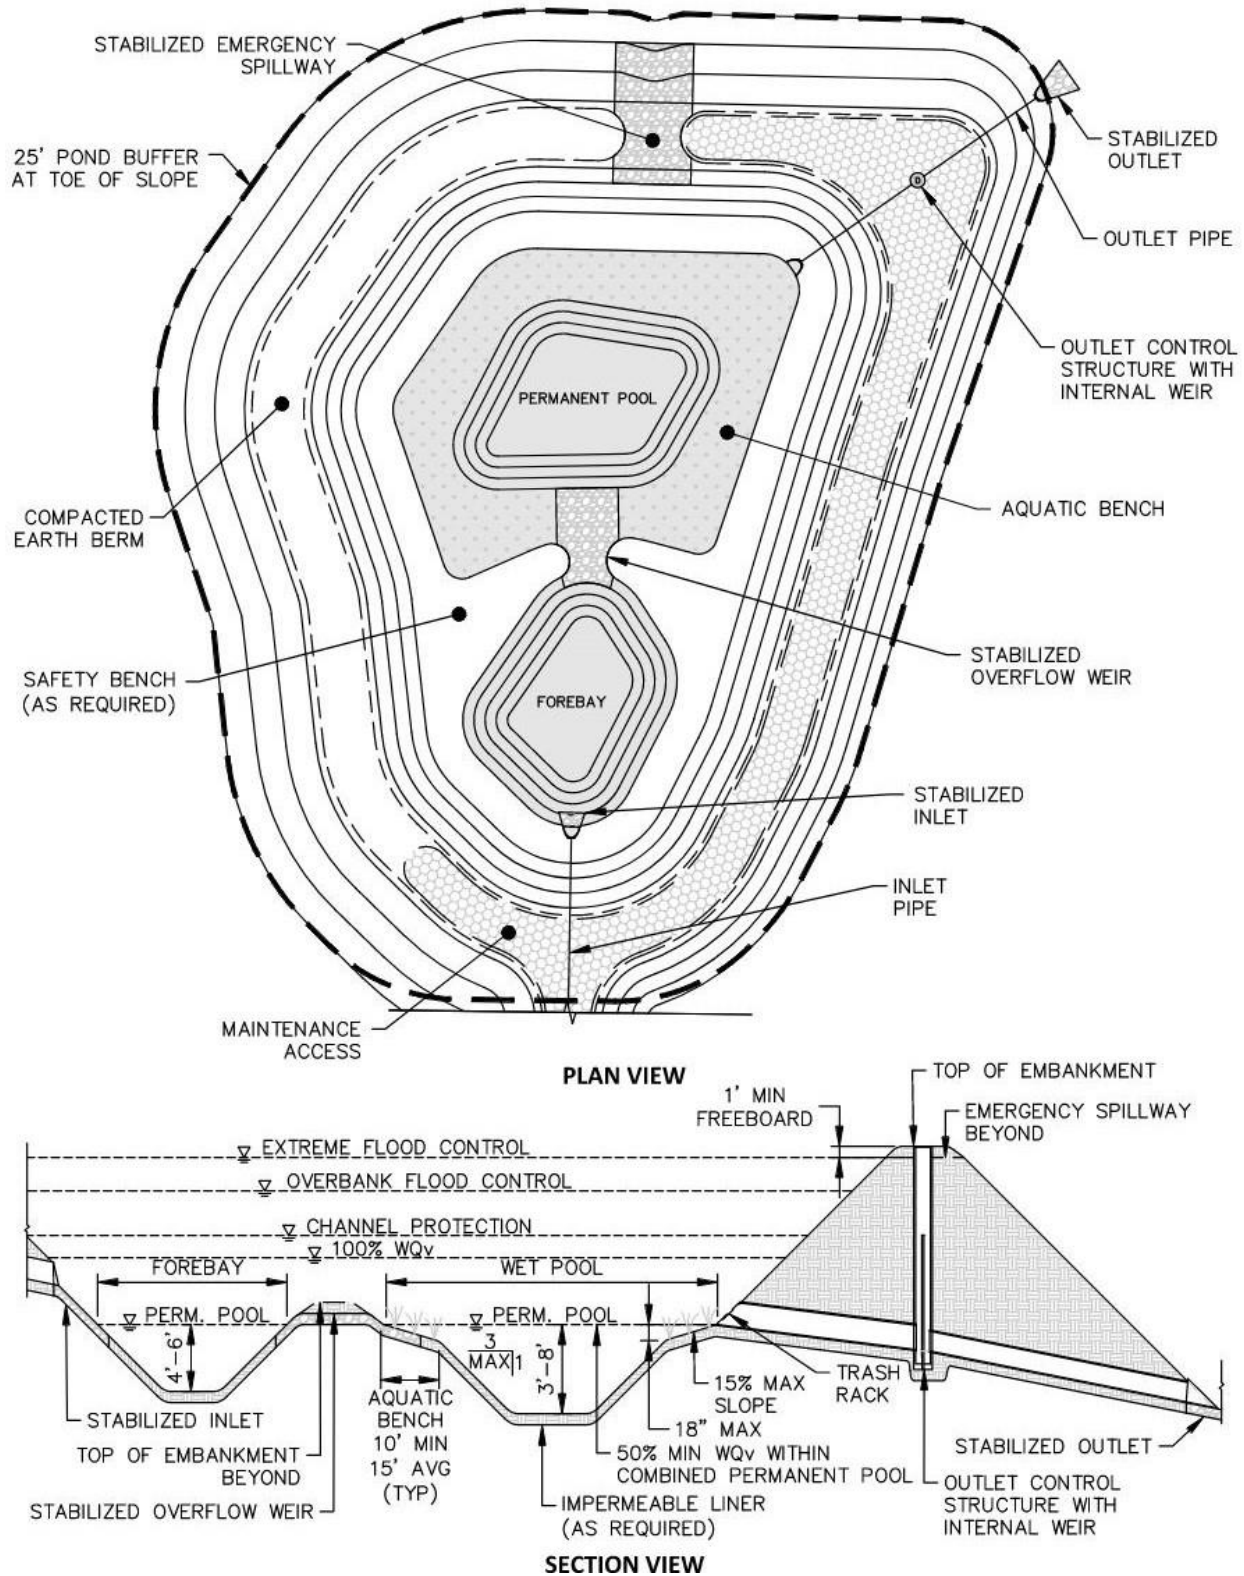 STABILIZED EMERGENCY
SPILLWAY
25' POND BUFFER
AT TOE OF SLOPE
STABILIZED
OUTLET
D
OUTLET PIPE
OUTLET CONTROL
STRUCTURE WITH
INTERNAL WEIR
PERMANENT POOL
COMPACTED
EARTH BERM
AQUATIC BENCH
SAFETY BENCH
(AS REQUIRED)
STABILIZED
OVERFLOW WEIR
FOREBAY
STABILIZED
INLET
INLET
PIPE
MAINTENANCE
ACCESS
PLAN VIEW
TOP OF EMBANKMENT
1' MIN
FREEBOARD
EMERGENCY SPILLWAY
BEYOND
EXTREME FLOOD CONTROL
OVERBANK FLOOD CONTROL
CHANNEL PROTECTION
100% WQv
FOREBAY
WET POOL
PERM. POOL
PERM. POOL
4'-6'
3
MAX 1
3'-8'
TRASH
RACK
15% MAX
SLOPE
18" MAX
50% MIN WQv WITHIN
COMBINED PERMANENT POOL
AQUATIC
BENCH
10' MIN
15' AVG
(TYP)
STABILIZED INLET
TOP OF EMBANKMENT
BEYOND
STABILIZED OVERFLOW WEIR
IMPERMEABLE LINER
(AS REQUIRED)
STABILIZED OUTLET
OUTLET CONTROL
STRUCTURE WITH
INTERNAL WEIR
SECTION VIEW